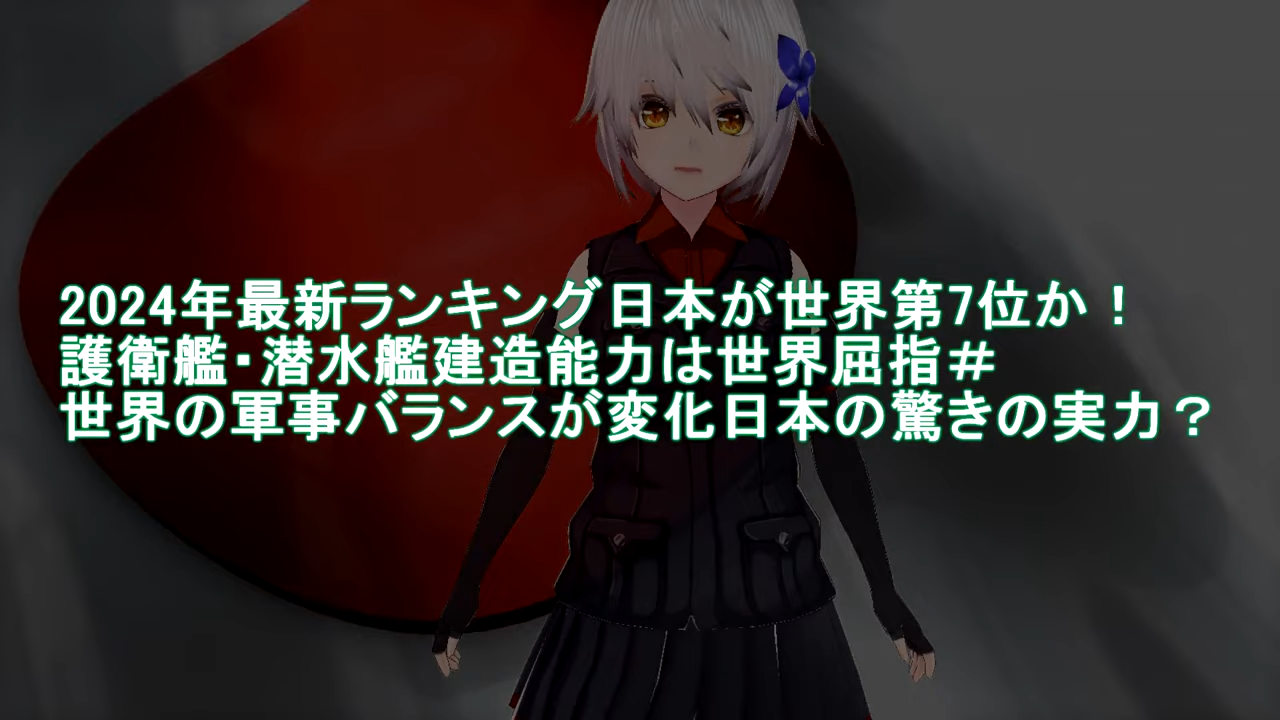 2024年最新ランキング日本が世界第7位か！
護衛艦・潜水艦建造能力は世界屈指＃
世界の軍事バランスが変化日本の驚きの実力？